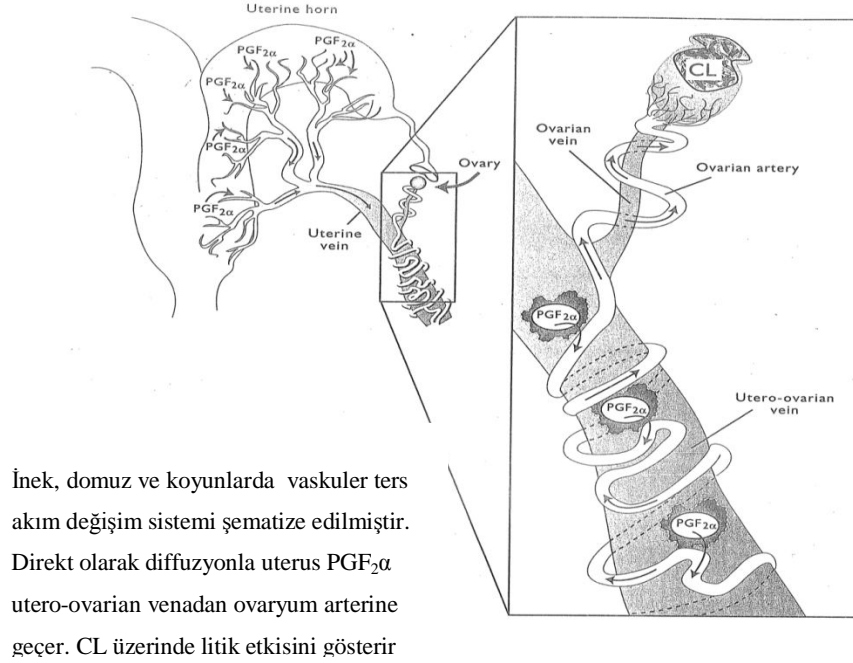 Uterine horn
PGF2α
PGF2α
PGF2α
PGF2α
PGF2α
Uterine
vein
Ovary
CL
Ovarian
vein
Ovarian artery
PGF2α
PGF2α
Utero-ovarian
vein
PGF2α
İnek, domuz ve koyunlarda vaskuler ters
akım değişim sistemi şematize edilmiştir.
Direkt olarak diffuzyonla uterus PGF₂α
utero-ovarian venadan ovaryum arterine
geçer. CL üzerinde litik etkisini gösterir